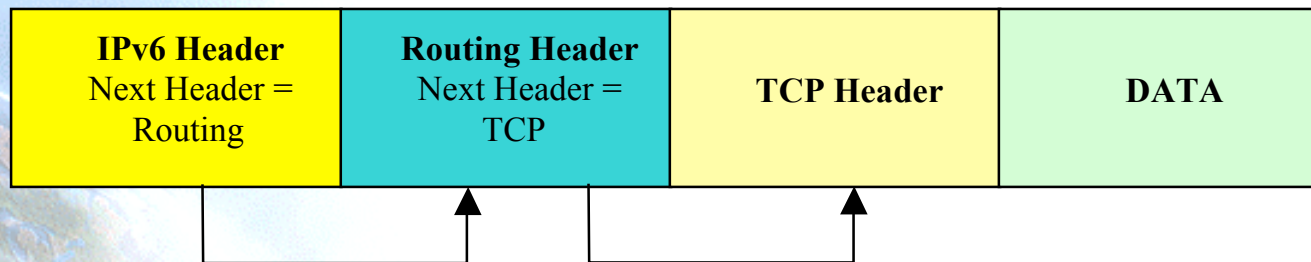 IPv6 Header
Next Header =
Routing
Routing Header
Next Header =
TCP
TCP Header
DATA